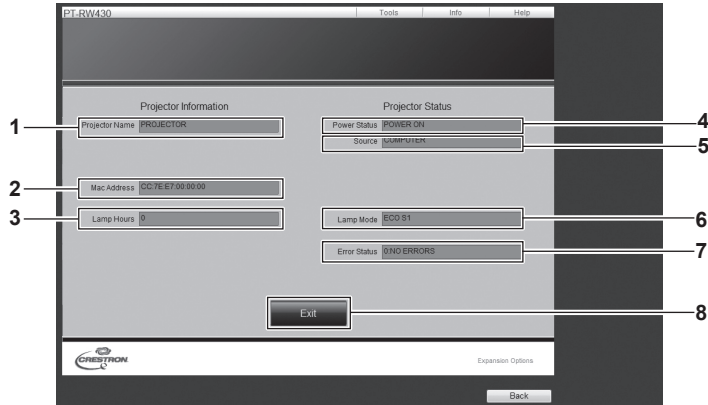 PT-RW430 Tools Info Help
Projector Information Projector Status
1 Projector Name PROJECTOR Power Status POWER ON 4
Source COMPUTER 5
2 Mac Address CC:7E:E7:00:00:00
3 Lamp Hours 0 Lamp Mode ECO S1 6
Error Status 0:NO ERRORS 7
Exit 8
CRESTRON Expansion Options
Back